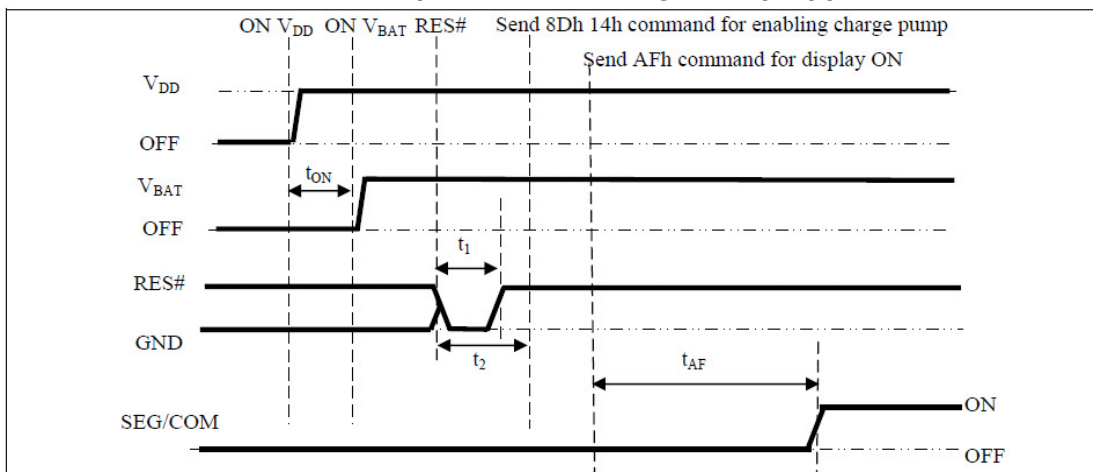 ON VDD ON VBAT RES# Send 8Dh 14h command for enabling charge pump
Send AFh command for display ON
VDD
OFF
tON
VBAT
OFF
t1
RES#
GND
t2
tAF
SEG/COM
ON
OFF